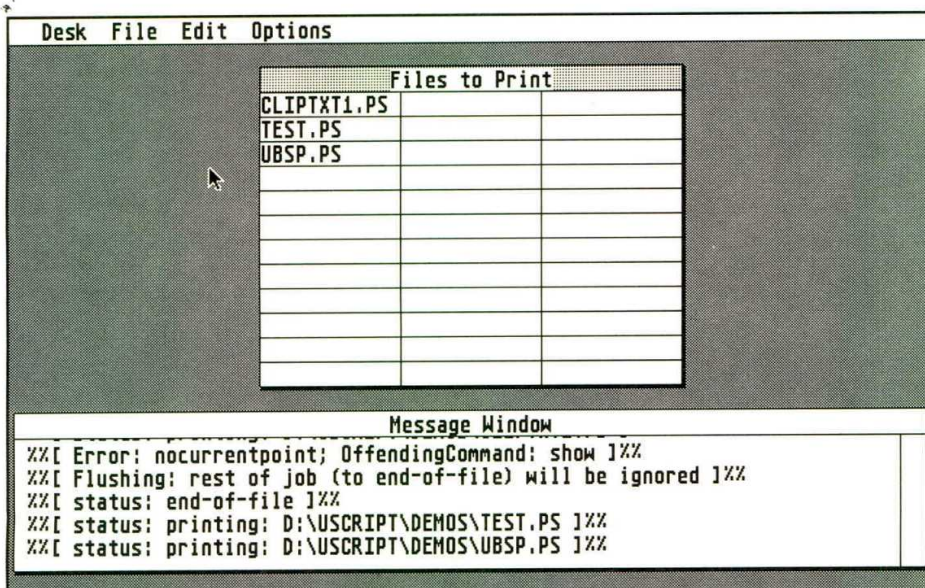 Desk File Edit Options
Files to Print
CLIPTXT1.PS
TEST.PS
UBSP.PS
Message Window
%%[ Error: nocurrentpoint; OffendingCommand: show ]%%
%%[ Flushing: rest of job (to end-of-file) will be ignored ]%%
%%[ status: end-of-file ]%%
%%[ status: printing: D:\USCRIPT\DEMOS\TEST.PS ]%%
%%[ status: printing: D:\USCRIPT\DEMOS\UBSP.PS ]%%